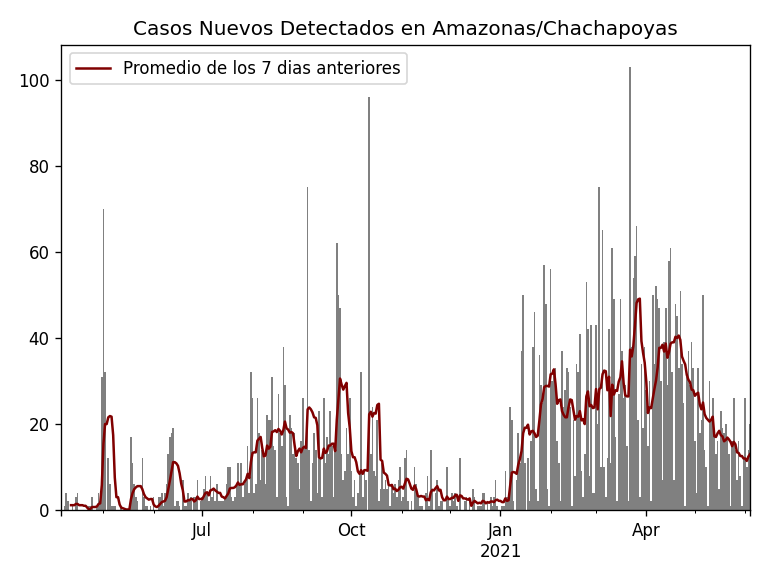 Casos Nuevos Detectados en Amazonas/Chachapoyas
Promedio de los 7 dias anteriores
100
80
60
40
20
0
Jul
Oct
Jan
2021
Apr